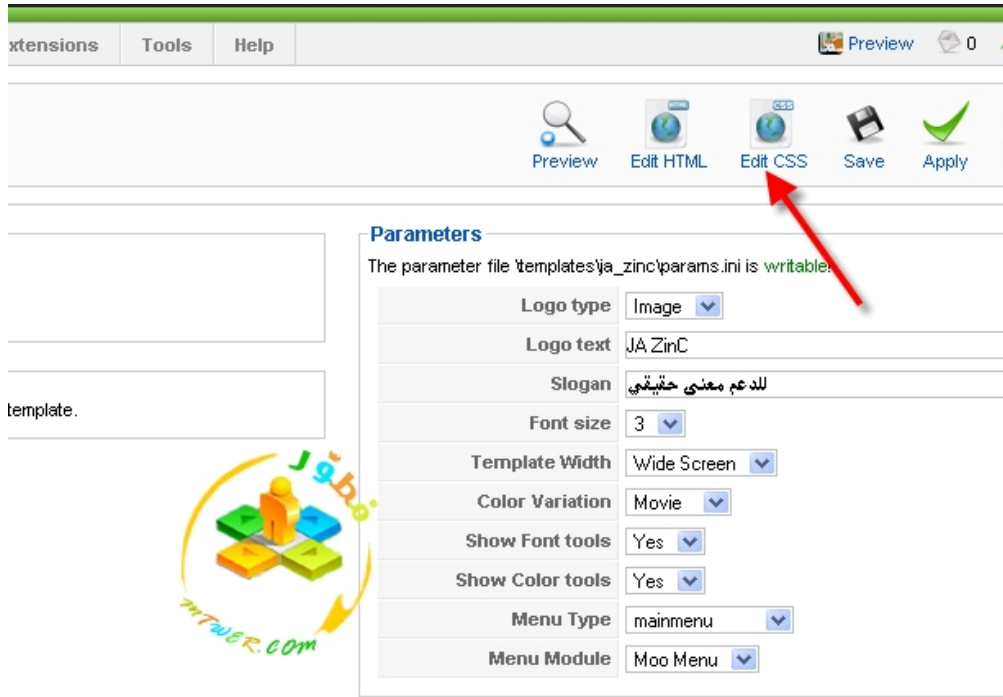 xtensions Tools Help Preview 0
Preview Edit HTML Edit CSS Save Apply
Parameters
The parameter file \templates\ja_zinc\params.ini is writable!
Logo type Image
Logo text JA ZinC
Slogan للدعم معنى حقيقي
template.
Font size 3
Template Width Wide Screen
Color Variation Movie
Show Font tools Yes
Show Color tools Yes
Menu Type mainmenu
Menu Module Moo Menu
مطور
mTwER.com